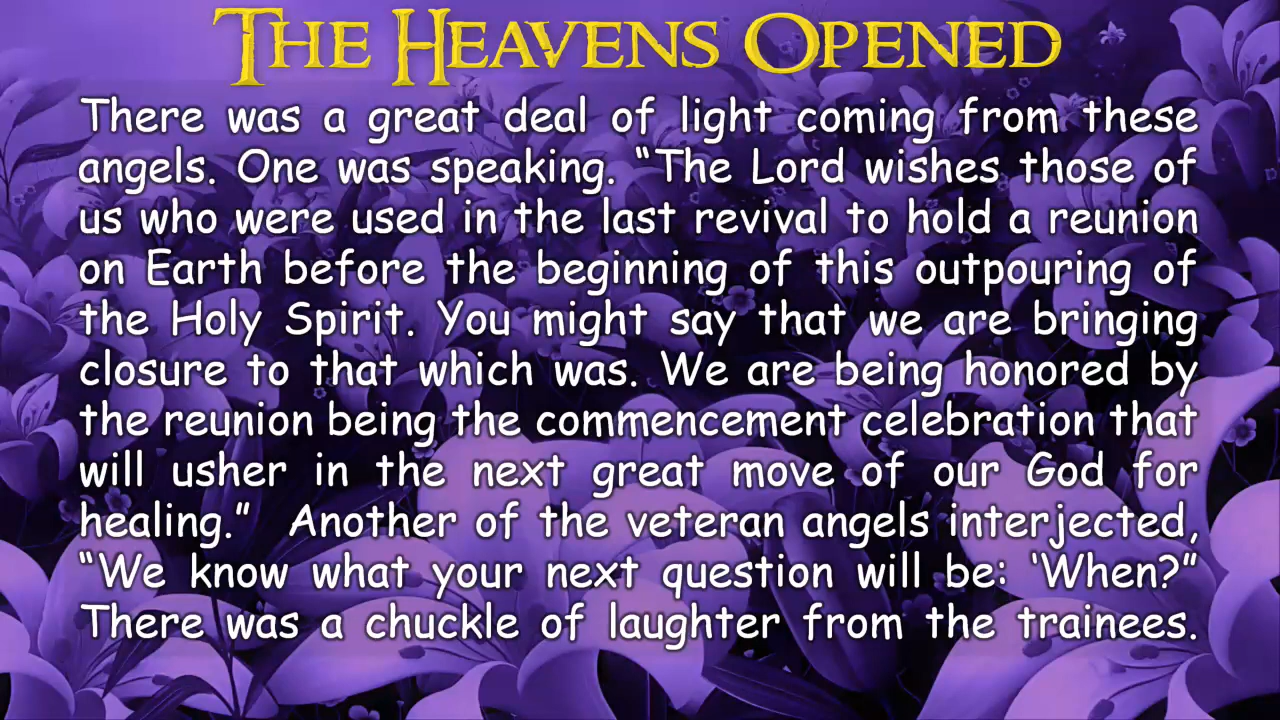 The Heavens Opened
There was a great deal of light coming from these
angels. One was speaking. “The Lord wishes those of
us who were used in the last revival to hold a reunion
on Earth before the beginning of this outpouring of
the Holy Spirit. You might say that we are bringing
closure to that which was. We are being honored by
the reunion being the commencement celebration that
will usher in the next great move of our God for
healing.” Another of the veteran angels interjected,
“We know what your next question will be: ‘When?”
There was a chuckle of laughter from the trainees.